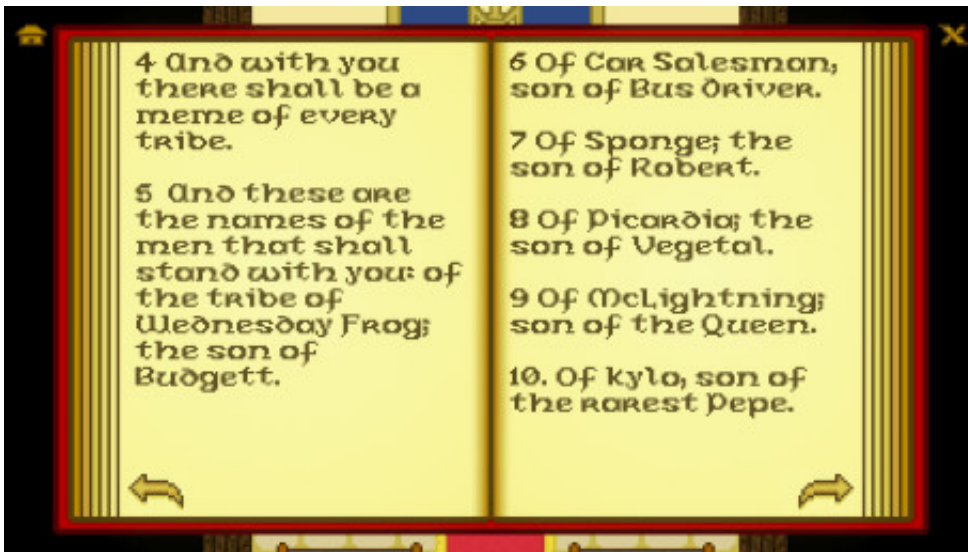 4 And with you
there shall be a
meme of every
tribe.
5 And these are
the names of the
men that shall
stand with you: of
the tribe of
Wednesday Frog;
the son of
Budgett.
6 Of Car Salesman,
son of Bus Driver.
7 Of Sponge; the
son of Robert.
8 Of Picardia; the
son of Vegetal.
9 Of McLightning;
son of the Queen.
10. Of Kylo, son of
the rarest Pepe.